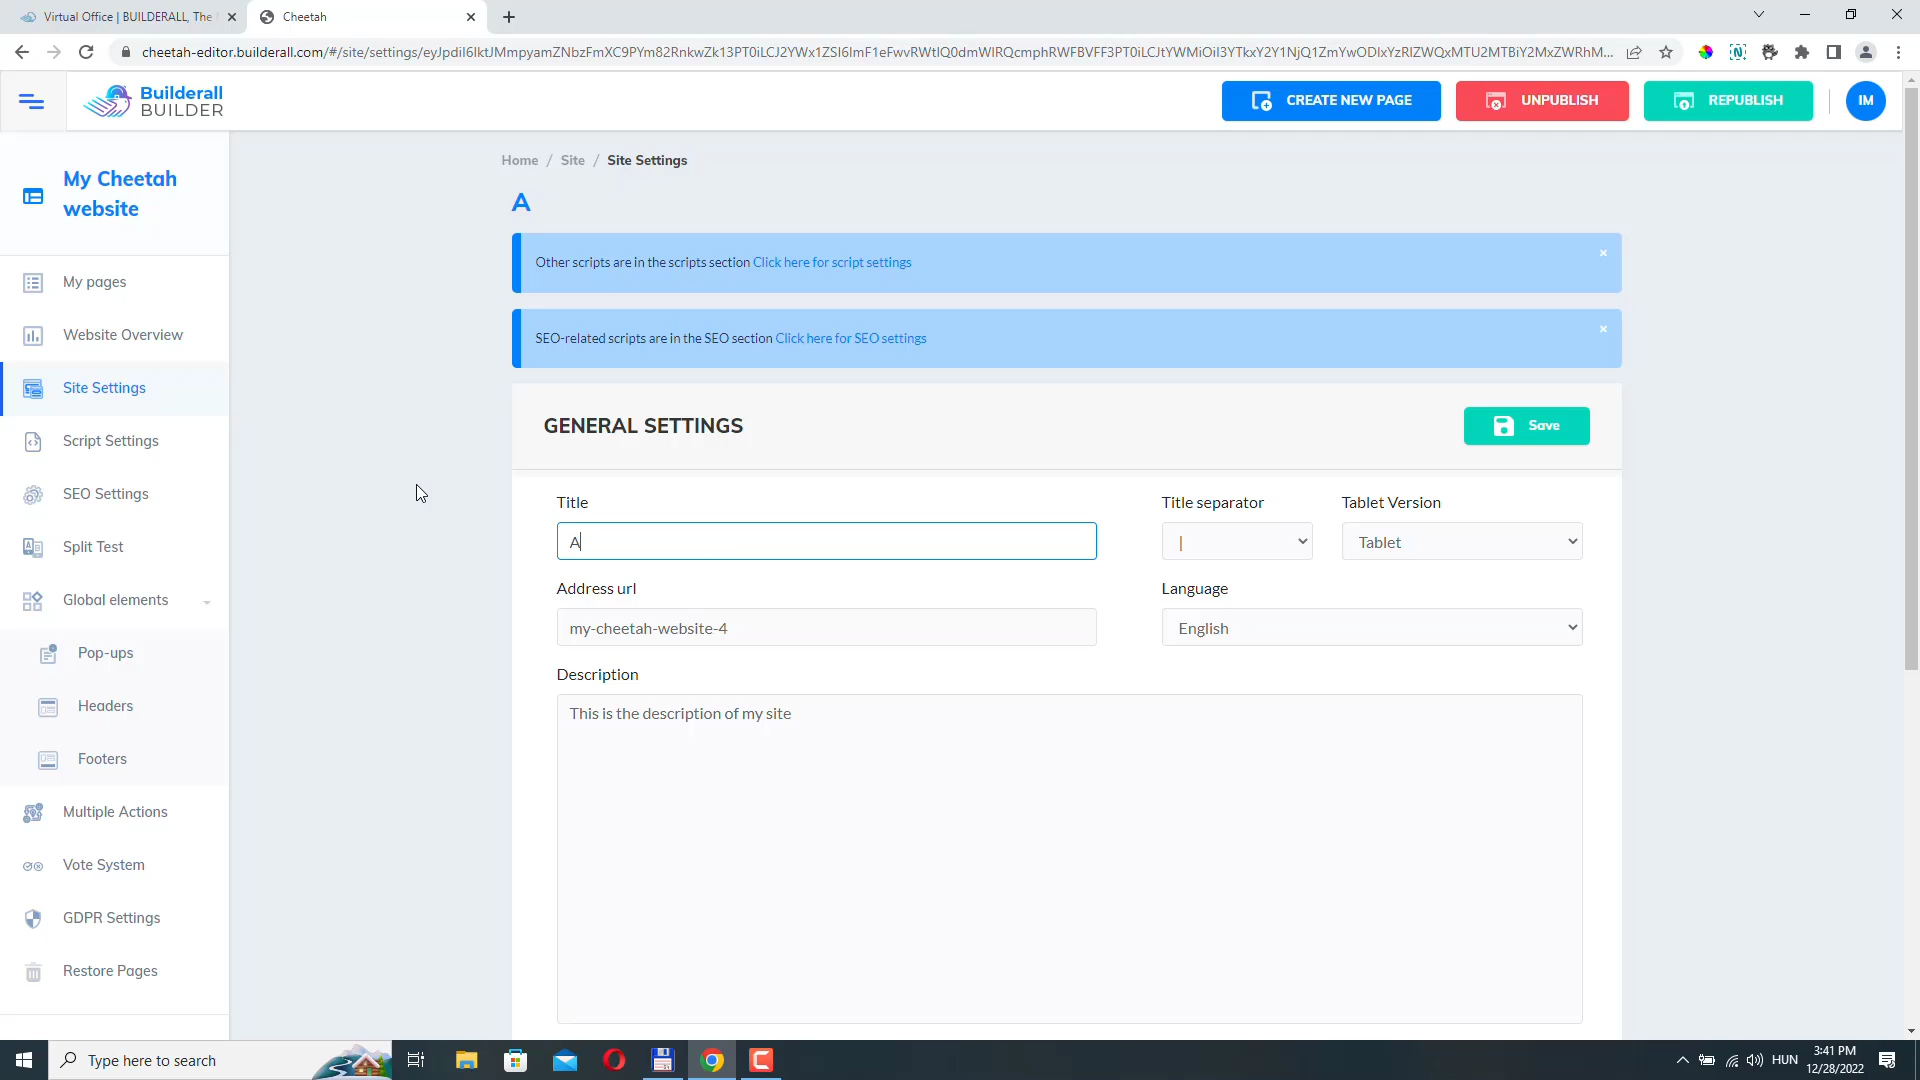 Virtual Office | BUILDERALL, The
Cheetah
cheetah-editor.builderall.com/#/site/settings/
Builderall
BUILDER
CREATE NEW PAGE
UNPUBLISH
REPUBLISH
IM
My Cheetah
website
My pages
Website Overview
Site Settings
Script Settings
SEO Settings
Split Test
Global elements
Pop-ups
Headers
Footers
Multiple Actions
Vote System
GDPR Settings
Restore Pages
Home / Site / Site Settings
A
Other scripts are in the scripts section Click here for script settings
×
SEO-related scripts are in the SEO section Click here for SEO settings
×
GENERAL SETTINGS
Save
Title
Title separator
Tablet Version
A
|
Tablet
Address url
Language
my-cheetah-website-4
English
Description
This is the description of my site
Type here to search
HUN
3:41 PM
12/28/2022